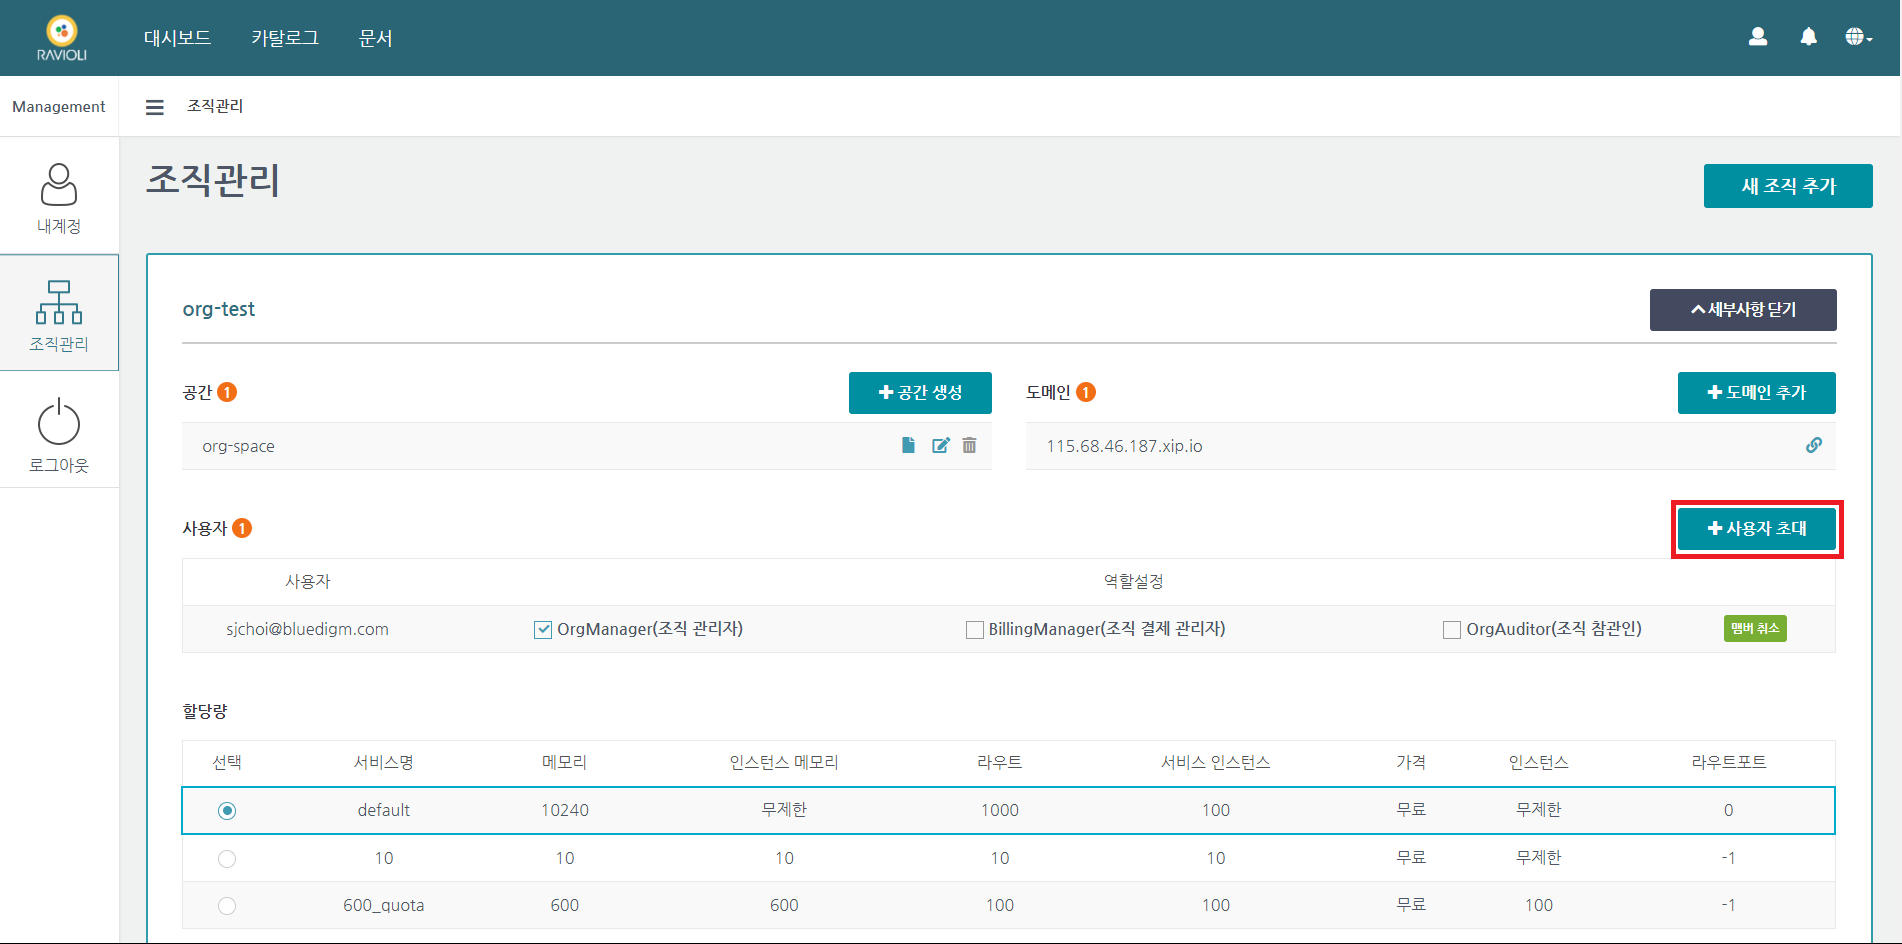 RAVIOLI
대시보드 카탈로그 문서
Management
조직관리
내계정
조직관리
로그아웃
조직관리
새 조직 추가
org-test
세부사항 닫기
공간 1
공간 생성
도메인 1
도메인 추가
org-space
115.68.46.187.xip.io
사용자 1
사용자 초대
사용자 역할설정
sjchoi@bluedigm.com OrgManager(조직 관리자) BillingManager(조직 결제 관리자) OrgAuditor(조직 참관인) 멤버 취소
할당량
선택 서비스명 메모리 인스턴스 메모리 라우트 서비스 인스턴스 가격 인스턴스 라우트포트
default 10240 무제한 1000 100 무료 무제한 0
10 10 10 10 10 무료 무제한 -1
600_quota 600 600 100 100 무료 100 -1